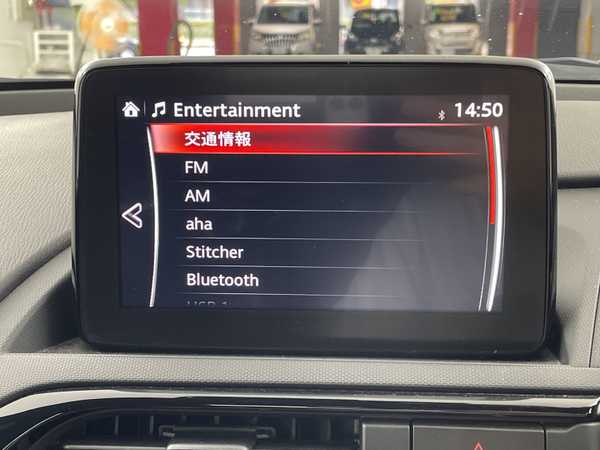 Entertainment
14:50
交通情報
FM
AM
aha
Stitcher
Bluetooth